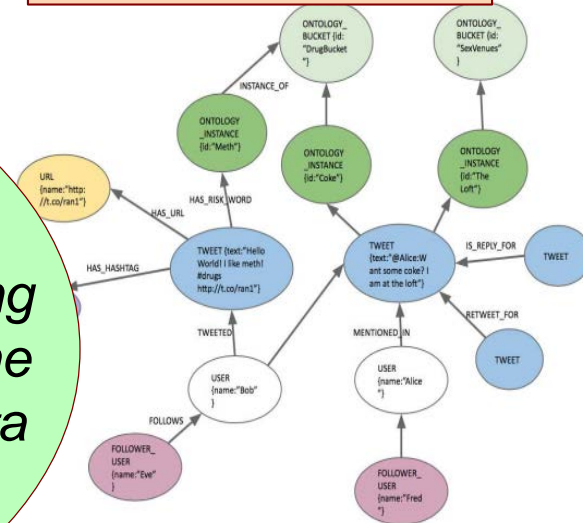 ONTOLOGY_
BUCKET {id:
"DrugBucket
"}
ONTOLOGY_
BUCKET {id:
"SexVenues"
}
INSTANCE_OF
ONTOLOGY
_INSTANCE
{id:"Meth"}
ONTOLOGY
_INSTANCE
{id:"Coke"}
ONTOLOGY
_INSTANCE
{id:"The
Loft"}
URL
{name:"http:
//t.co/ran1"}
HAS_URL
HAS_RISK_WORD
HAS_HASHTAG
TWEET {text:"Hello
World! I like meth!
#drugs
http://t.co/ran1"}
TWEET
{text:"@Alice:W
ant some coke? I
am at the loft"}
IS_REPLY_FOR
TWEET
RETWEET_FOR
TWEET
TWEETED
MENTIONED_IN
USER
{name:"Bob"
}
USER
{name:"Alice
"}
FOLLOWS
FOLLOWER_
USER
{name:"Eve"
}
FOLLOWER_
USER
{name:"Fred
"}